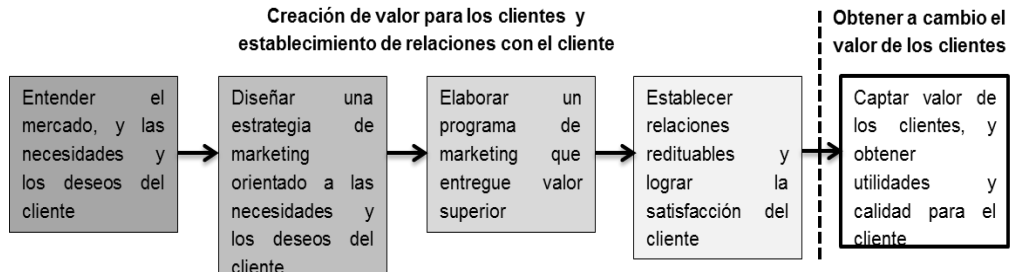 Creación de valor para los clientes y
establecimiento de relaciones con el cliente
Obtener a cambio el
valor de los clientes
Entender el
mercado, y las
necesidades y
los deseos del
cliente
Diseñar una
estrategia de
marketing
orientado a las
necesidades y
los deseos del
cliente
Elaborar un
programa de
marketing que
entregue valor
superior
Establecer
relaciones
redituables y
lograr la
satisfacción del
cliente
Captar valor de
los clientes, y
obtener
utilidades y
calidad para el
cliente